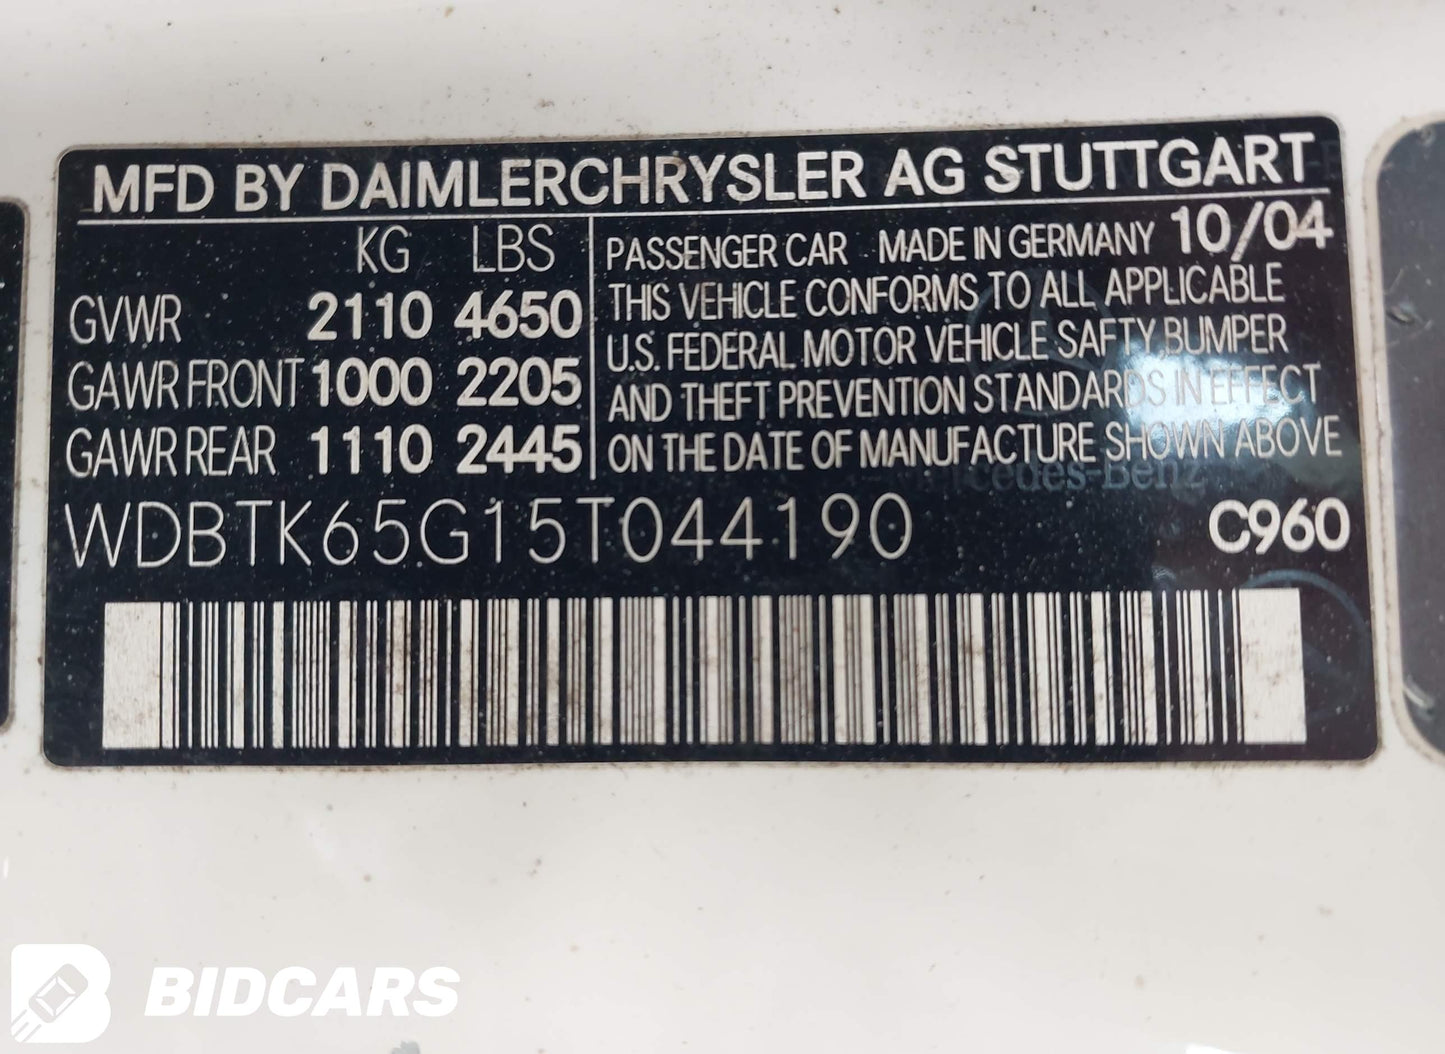 MFD BY DAIMLERCHRYSLER AG STUTTGART
KG LBS
GVWR 2110 4650
GAWR FRONT 1000 2205
GAWR REAR 1110 2445
PASSENGER CAR MADE IN GERMANY 10/04
THIS VEHICLE CONFORMS TO ALL APPLICABLE
U.S. FEDERAL MOTOR VEHICLE SAFTY BUMPER
AND THEFT PREVENTION STANDARDS IN EFFECT
ON THE DATE OF MANUFACTURE SHOWN ABOVE
Mercedes-Benz
WDBTK65G15T044190 C960
BIDCARS